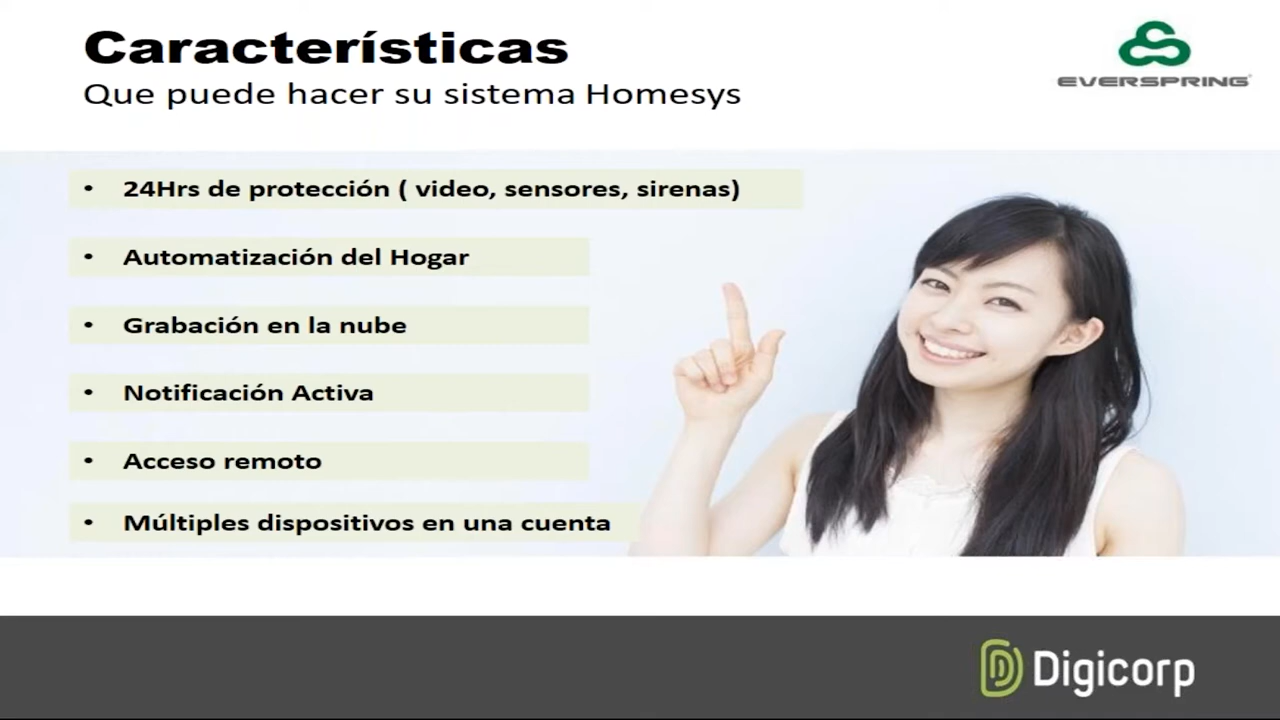 Características
Que puede hacer su sistema Homesys
EVERSPRING
• 24Hrs de protección ( video, sensores, sirenas)
• Automatización del Hogar
• Grabación en la nube
• Notificación Activa
• Acceso remoto
• Múltiples dispositivos en una cuenta
Digicorp